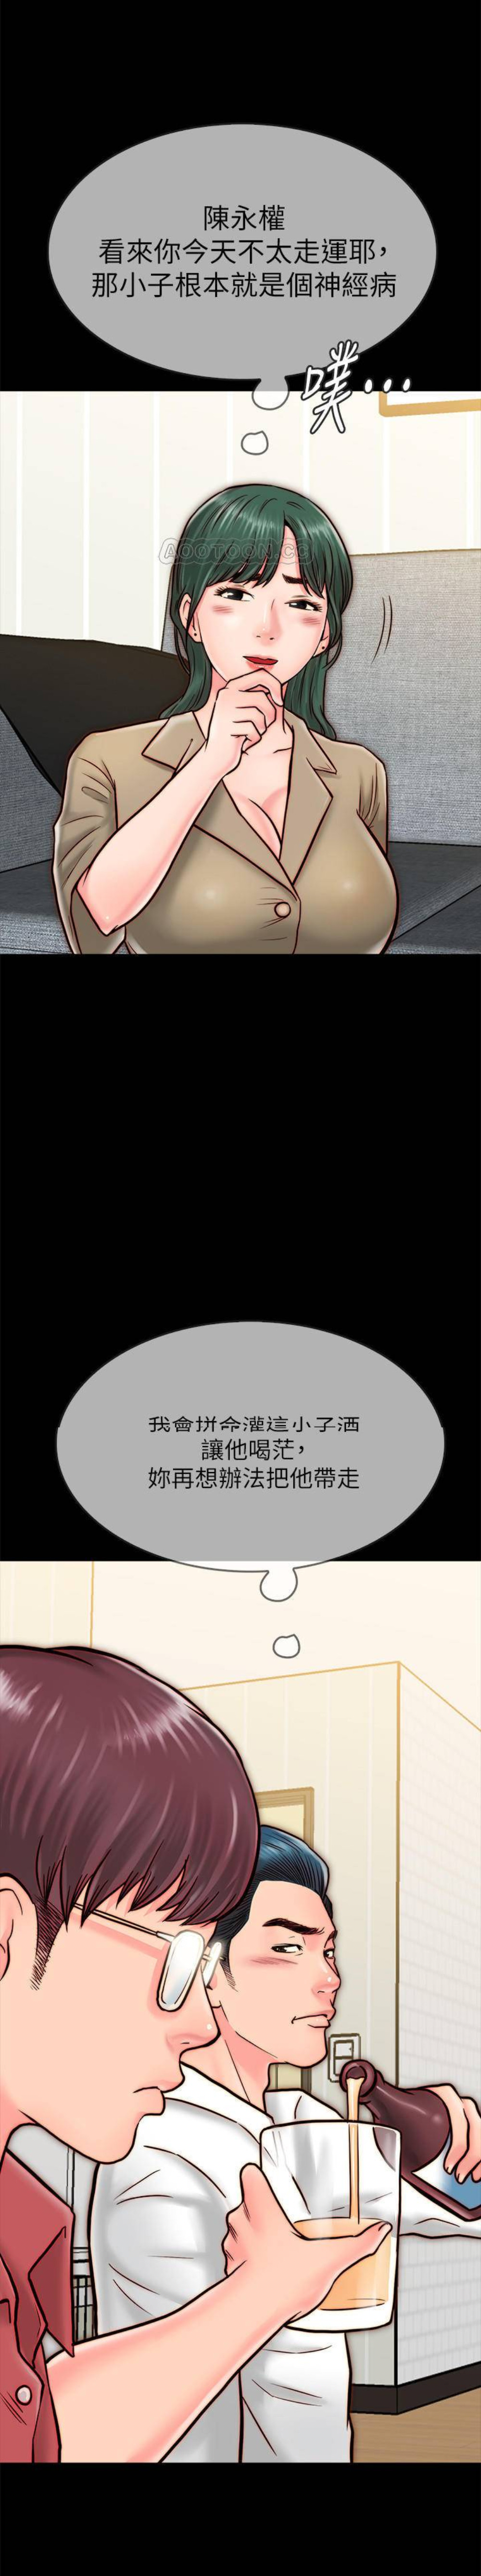 陳永權
看來你今天不太走運耶，
那小子根本就是個神經病
噗…
AOOTOON.CC
我會拼命灌這小子酒
讓他喝茫，
妳再想辦法把他帶走